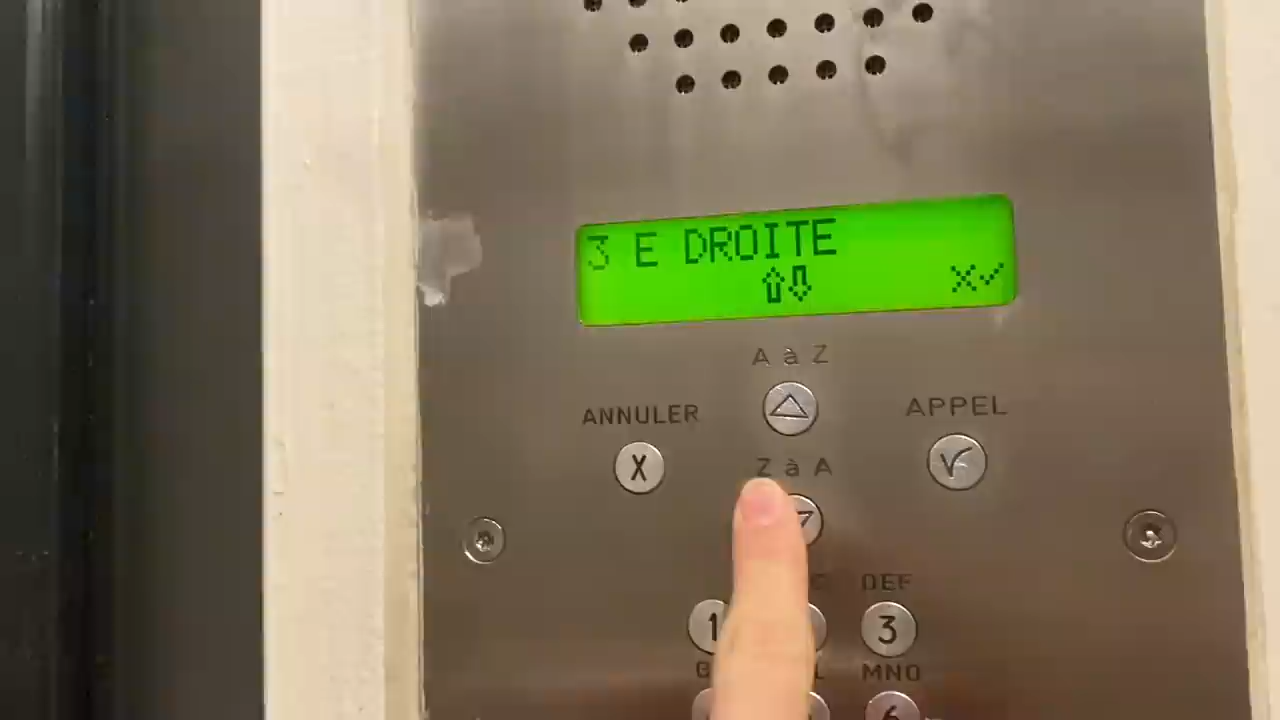 3 E DROITE
A à Z
ANNULER
APPEL
X
Z à A
C DEF
1 3
G L MNO
6